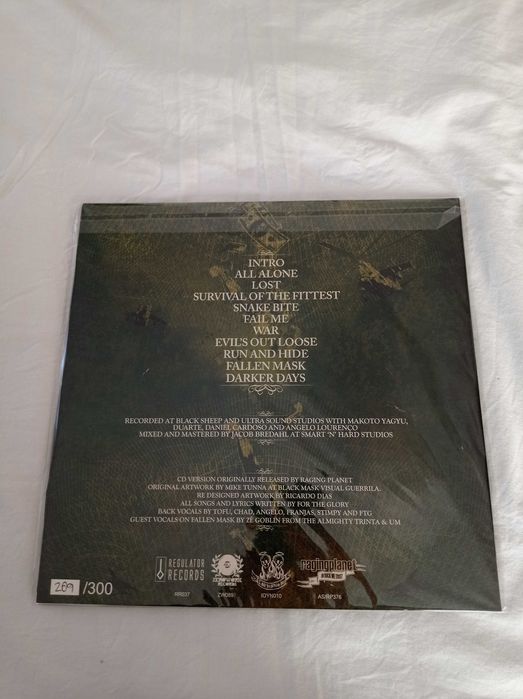 INTRO
ALL ALONE
LOST
SURVIVAL OF THE FITTEST
SNAKE BITE
FAIL ME
WAR
EVIL'S OUT LOOSE
RUN AND HIDE
FALLEN MASK
DARKER DAYS
RECORDED AT BLACK SHEEP AND ULTRA SOUND STUDIOS WITH MAKOTO YAGYU,
DUARTE, DANIEL CARDOSO AND ANGELO LOURENÇO
MIXED AND MASTERED BY JACOB BREDAHL AT SMART 'N' HARD STUDIOS
CD VERSION ORIGINALLY RELEASED BY RAGING PLANET
ORIGINAL ARTWORK BY MIKE TUNNA AT BLACK MASK VISUAL GUERRILA.
RE DESIGNED ARTWORK BY RICARDO DIAS
ALL SONGS AND LYRICS WRITTEN BY FOR THE GLORY
BACK VOCALS BY TOFU, CHAD, ANGELO, FRANJAS, STIMPY AND FTG
GUEST VOCALS ON FALLEN MASK BY ZÉ GOBLIN FROM THE ALMIGHTY TRINTA & UM
REGULATOR
RECORDS
ragingplanet
209 /300
RR037
IDYN010
AS/RP376